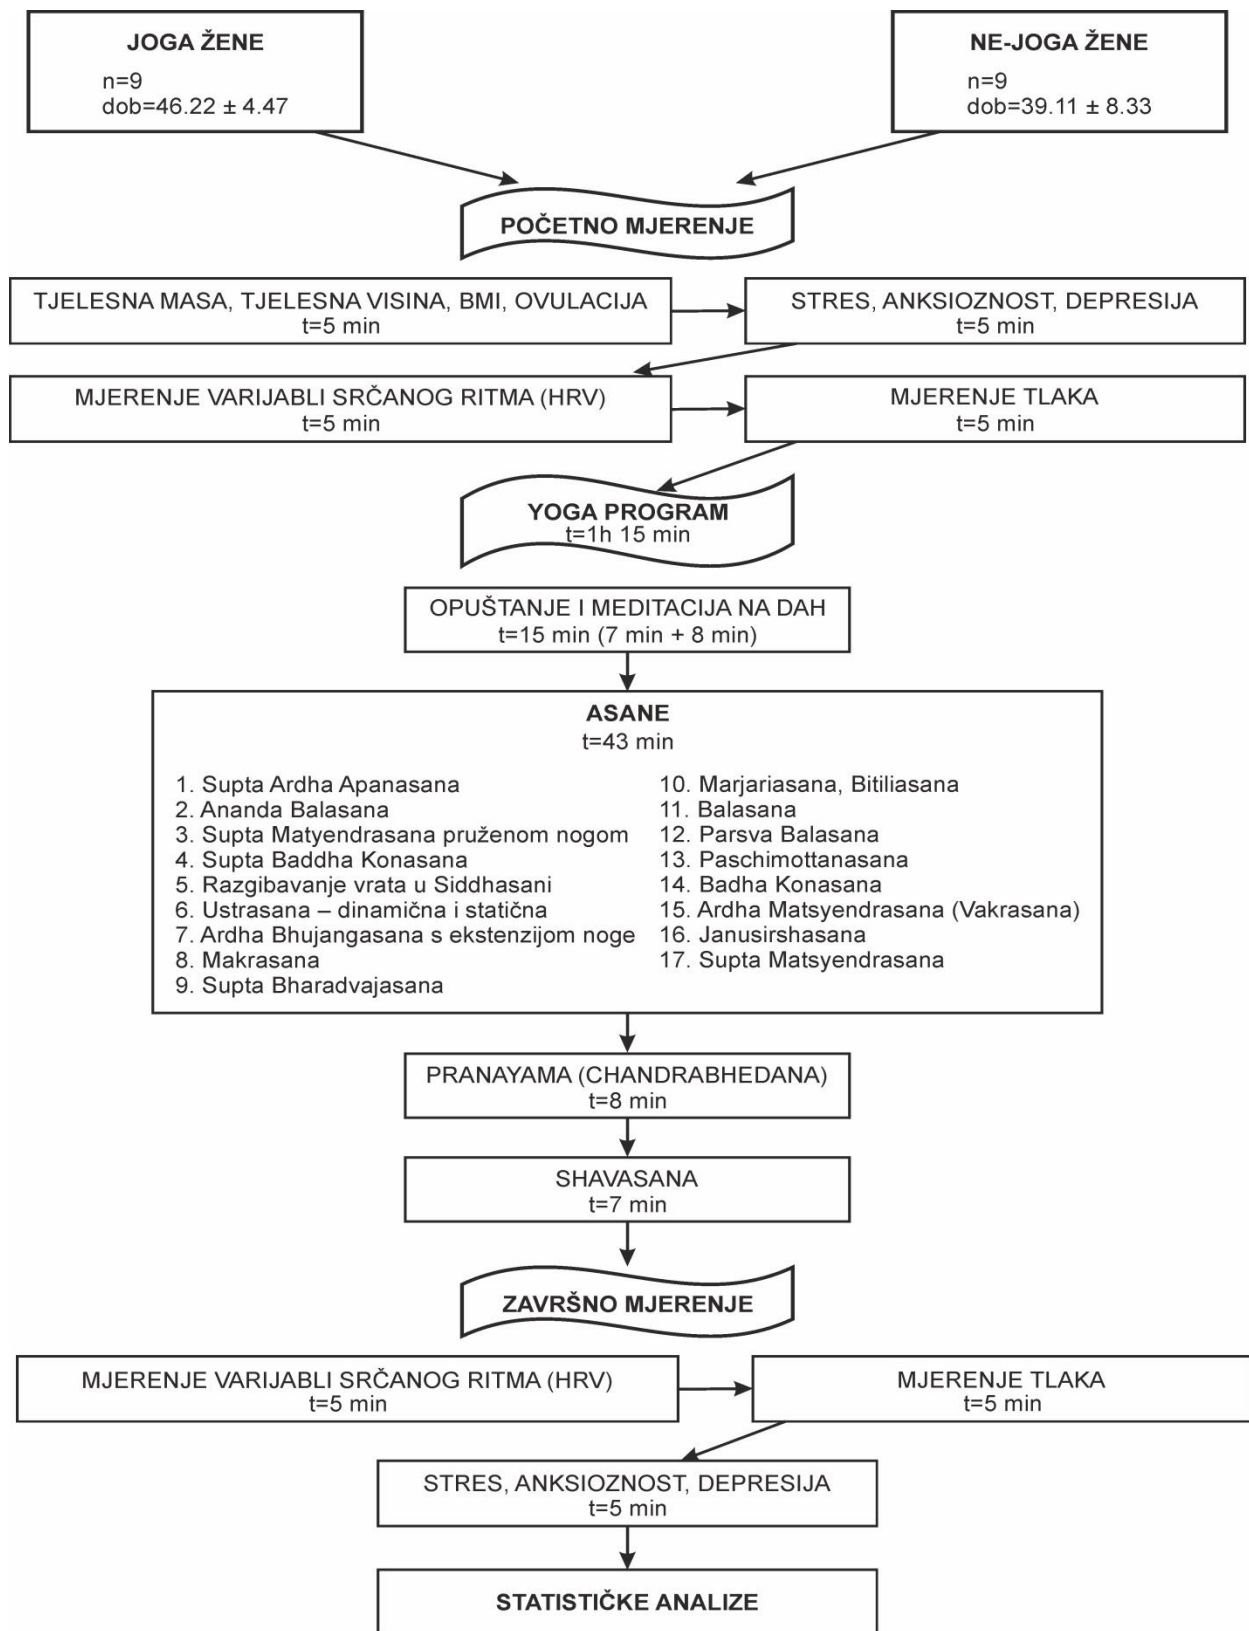 JOGA ŽENE
n=9
dob=46.22 ± 4.47
NE-JOGA ŽENE
n=9
dob=39.11 ± 8.33
POČETNO MJERENJE
TJELESNA MASA, TJELESNA VISINA, BMI, OVULACIJA
t=5 min
STRES, ANKSIOZNOST, DEPRESIJA
t=5 min
MJERENJE VARIJABLI SRČANOG RITMA (HRV)
t=5 min
MJERENJE TLAKA
t=5 min
YOGA PROGRAM
t=1h 15 min
OPUŠTANJE I MEDITACIJA NA DAH
t=15 min (7 min + 8 min)
ASANE
t=43 min
1. Supta Ardha Apanasana
2. Ananda Balasana
3. Supta Matyendrasana pruženom nogom
4. Supta Baddha Konasana
5. Razgibavanje vrata u Siddhasani
6. Ustrasana – dinamična i statična
7. Ardha Bhujangasana s ekstenzijom noge
8. Makrasana
9. Supta Bharadvajasana
10. Marjariasana, Bitiliasana
11. Balasana
12. Parsva Balasana
13. Paschimottanasana
14. Badha Konasana
15. Ardha Matsyendrasana (Vakrasana)
16. Janusirshasana
17. Supta Matsyendrasana
PRANAYAMA (CHANDRABHEDANA)
t=8 min
SHAVASANA
t=7 min
ZAVRŠNO MJERENJE
MJERENJE VARIJABLI SRČANOG RITMA (HRV)
t=5 min
MJERENJE TLAKA
t=5 min
STRES, ANKSIOZNOST, DEPRESIJA
t=5 min
STATISTIČKE ANALIZE